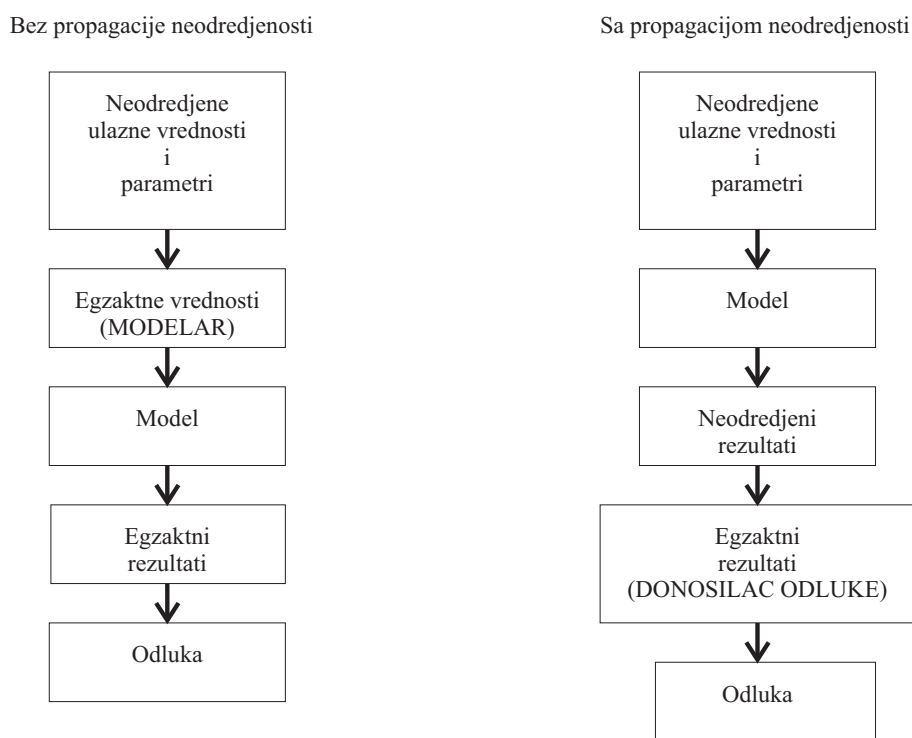 Bez propagacije neodredjenosti
Neodredjene
ulazne vrednosti
i
parametri
Egzaktne vrednosti
(MODELAR)
Model
Egzaktni
rezultati
Odluka
Sa propagacijom neodredjenosti
Neodredjene
ulazne vrednosti
i
parametri
Model
Neodredjeni
rezultati
Egzaktni
rezultati
(DONOSILAC ODLUKE)
Odluka